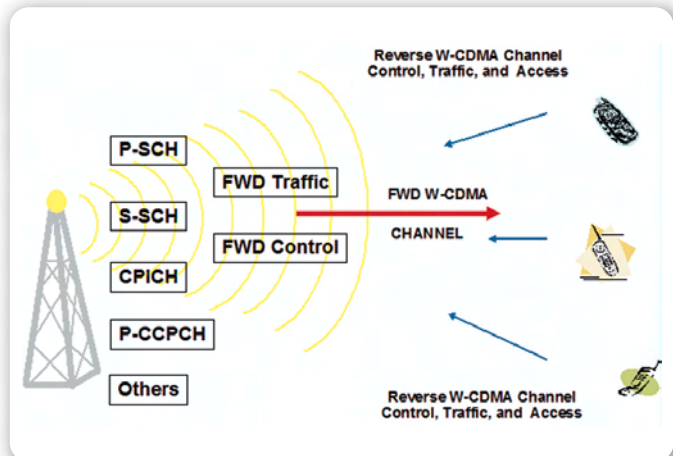 Reverse W-CDMA Channel
Control, Traffic, and Access
P-SCH
FWD Traffic
S-SCH
FWD W-CDMA
CHANNEL
FWD Control
CPICH
P-CCPCH
Others
Reverse W-CDMA Channel
Control, Traffic, and Access